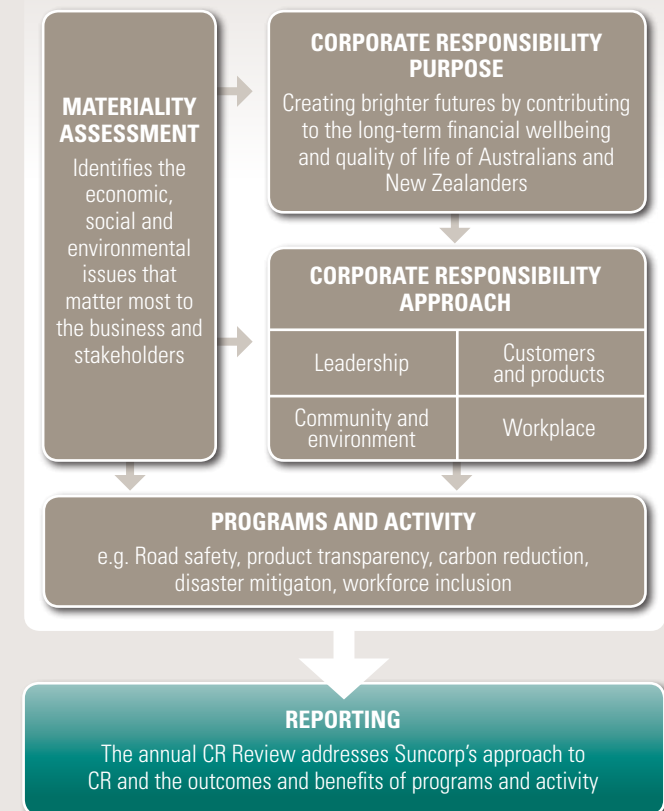 MATERIALITY
ASSESSMENT
Identifies the
economic,
social and
environmental
issues that
matter most to
the business and
stakeholders
CORPORATE RESPONSIBILITY
PURPOSE
Creating brighter futures by contributing
to the long-term financial wellbeing
and quality of life of Australians and
New Zealanders
CORPORATE RESPONSIBILITY
APPROACH
Leadership
Customers
and products
Community and
environment
Workplace
PROGRAMS AND ACTIVITY
e.g. Road safety, product transparency, carbon reduction,
disaster mitigaton, workforce inclusion
REPORTING
The annual CR Review addresses Suncorp's approach to
CR and the outcomes and benefits of programs and activity